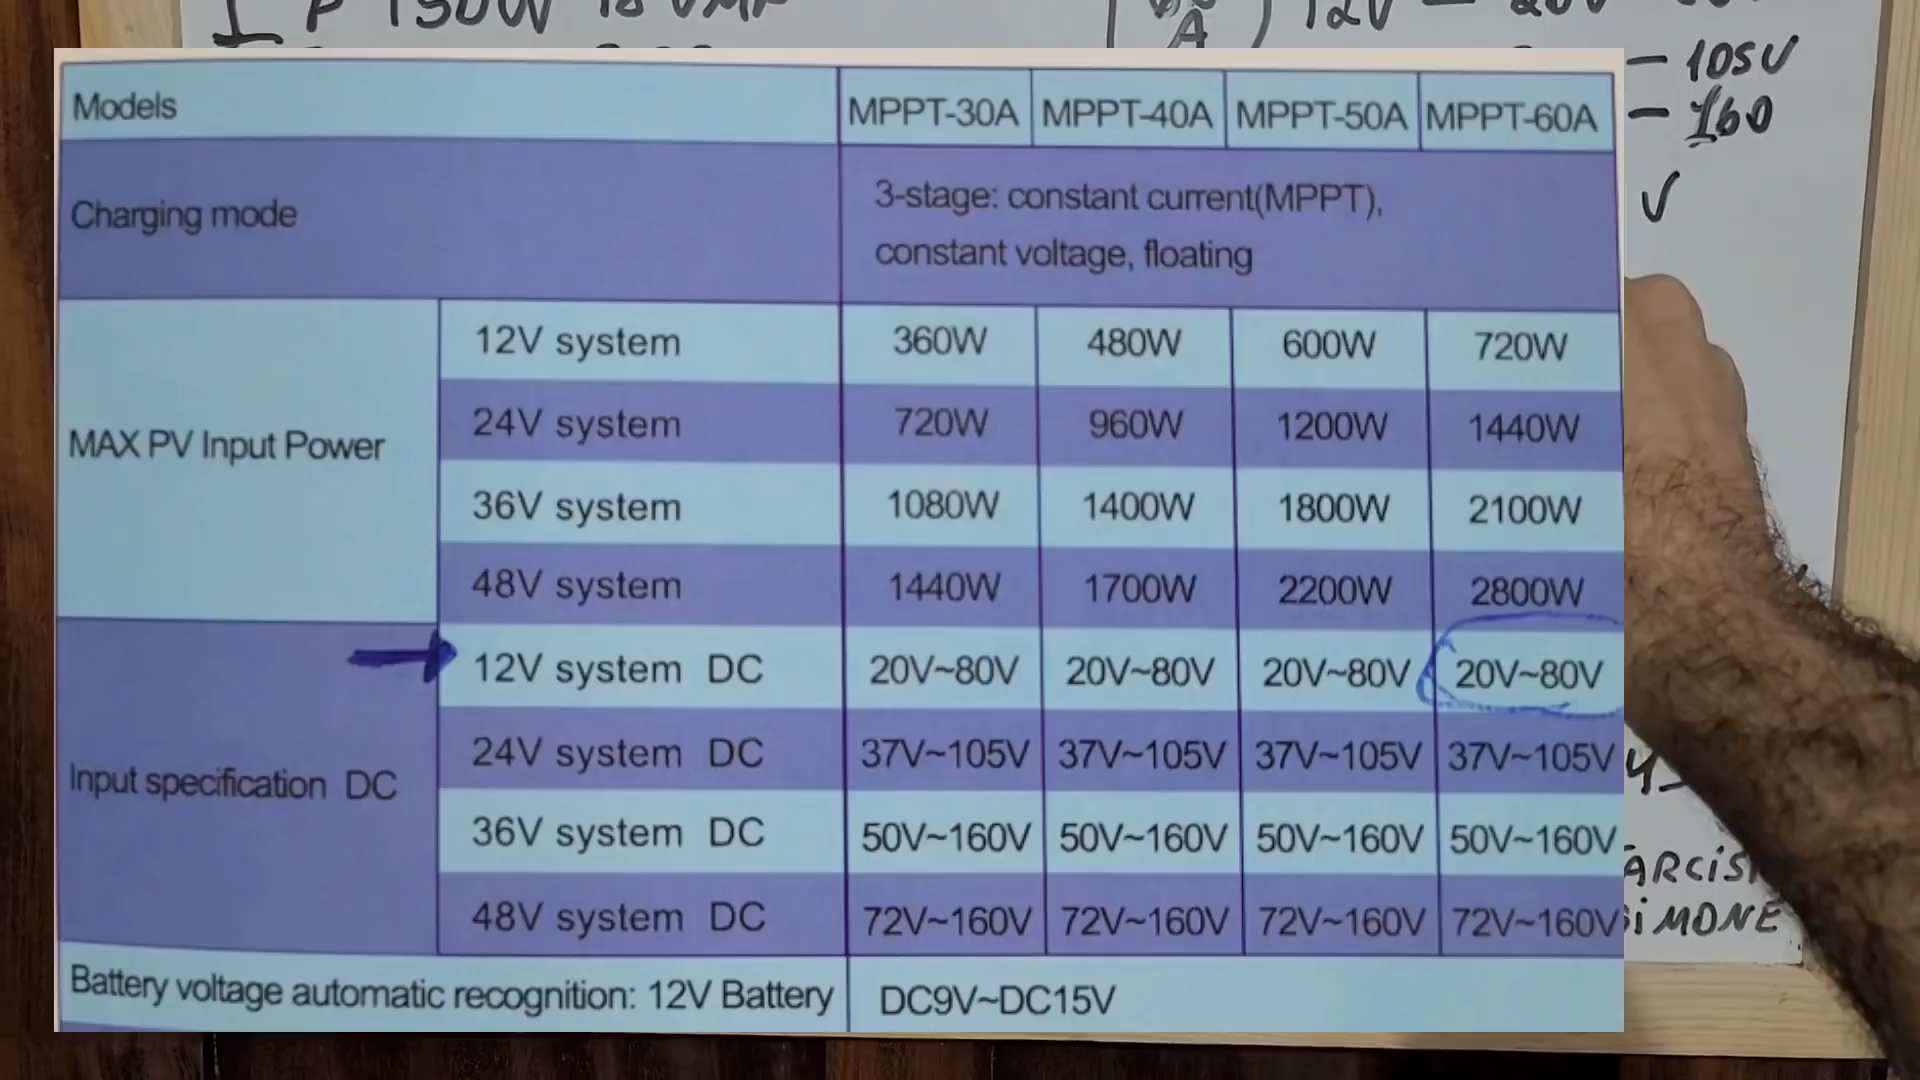 P 150W 18 VMP
12V - 20V
- 105V
- 160
V
Models MPPT-30A MPPT-40A MPPT-50A MPPT-60A
Charging mode 3-stage: constant current(MPPT),
constant voltage, floating
MAX PV Input Power
12V system 360W 480W 600W 720W
24V system 720W 960W 1200W 1440W
36V system 1080W 1400W 1800W 2100W
48V system 1440W 1700W 2200W 2800W
Input specification DC
12V system DC 20V~80V 20V~80V 20V~80V 20V~80V
24V system DC 37V~105V 37V~105V 37V~105V 37V~105V
36V system DC 50V~160V 50V~160V 50V~160V 50V~160V
48V system DC 72V~160V 72V~160V 72V~160V 72V~160V
Battery voltage automatic recognition: 12V Battery DC9V~DC15V
SIMONE